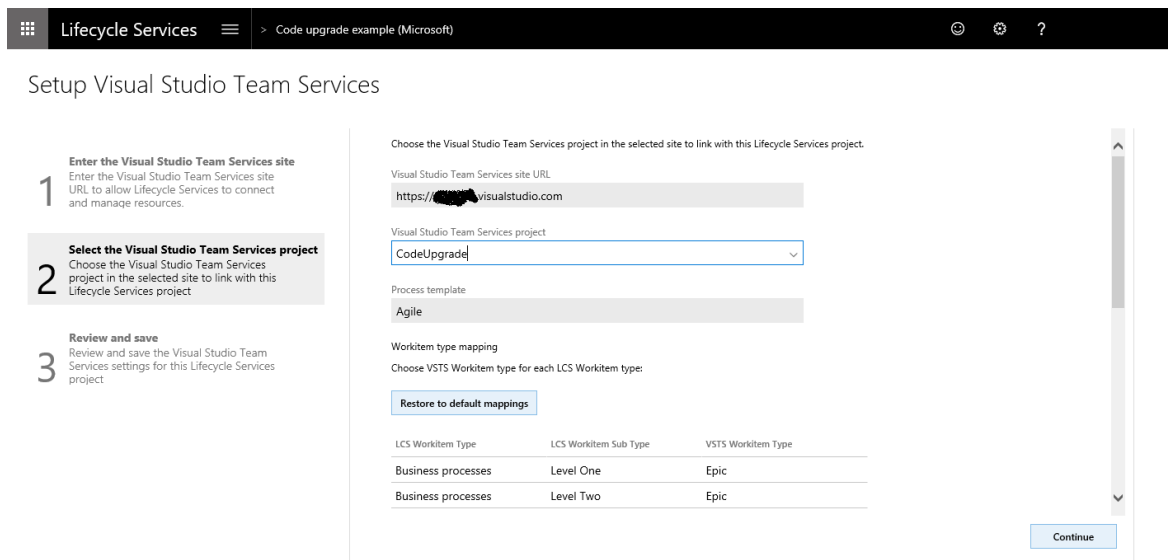 Lifecycle Services
> Code upgrade example (Microsoft)
?
Setup Visual Studio Team Services
1
Enter the Visual Studio Team Services site
Enter the Visual Studio Team Services site
URL to allow Lifecycle Services to connect
and manage resources.
2
Select the Visual Studio Team Services project
Choose the Visual Studio Team Services
project in the selected site to link with this
Lifecycle Services project
3
Review and save
Review and save the Visual Studio Team
Services settings for this Lifecycle Services
project
Choose the Visual Studio Team Services project in the selected site to link with this Lifecycle Services project.
Visual Studio Team Services site URL
https:// visualstudio.com
Visual Studio Team Services project
CodeUpgrade
Process template
Agile
Workitem type mapping
Choose VSTS Workitem type for each LCS Workitem type:
Restore to default mappings
LCS Workitem Type LCS Workitem Sub Type VSTS Workitem Type
Business processes Level One Epic
Business processes Level Two Epic
Continue